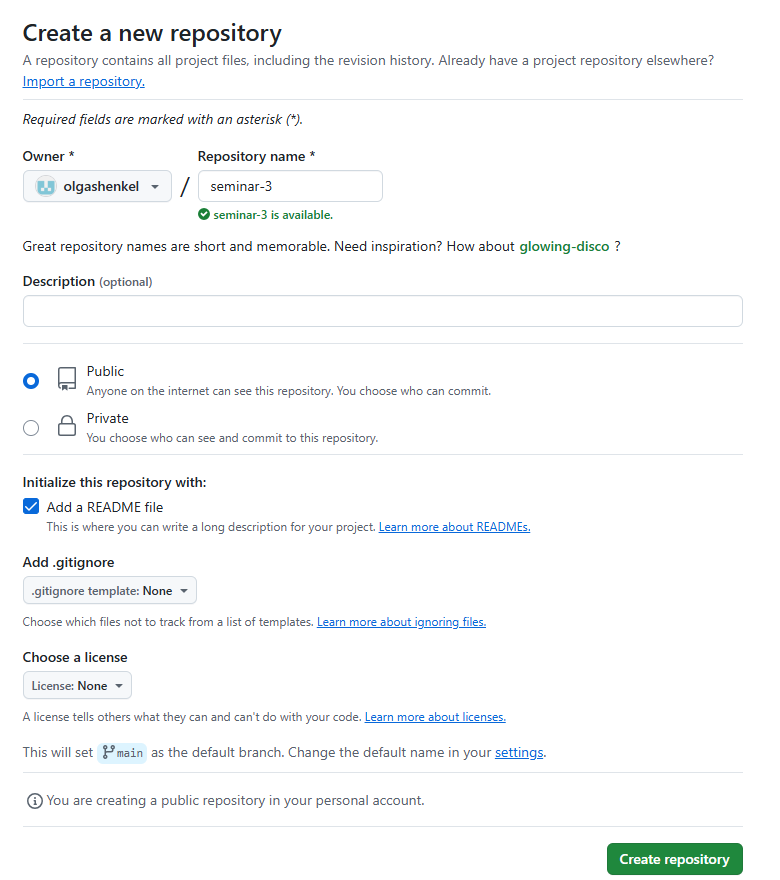 Create a new repository
A repository contains all project files, including the revision history. Already have a project repository elsewhere?
Import a repository.
Required fields are marked with an asterisk (*).
Owner * Repository name *
olgashenkel / seminar-3
seminar-3 is available.
Great repository names are short and memorable. Need inspiration? How about glowing-disco ?
Description (optional)
Public
Anyone on the internet can see this repository. You choose who can commit.
Private
You choose who can see and commit to this repository.
Initialize this repository with:
Add a README file
This is where you can write a long description for your project. Learn more about READMEs.
Add .gitignore
.gitignore template: None
Choose which files not to track from a list of templates. Learn more about ignoring files.
Choose a license
License: None
A license tells others what they can and can't do with your code. Learn more about licenses.
This will set main as the default branch. Change the default name in your settings.
You are creating a public repository in your personal account.
Create repository